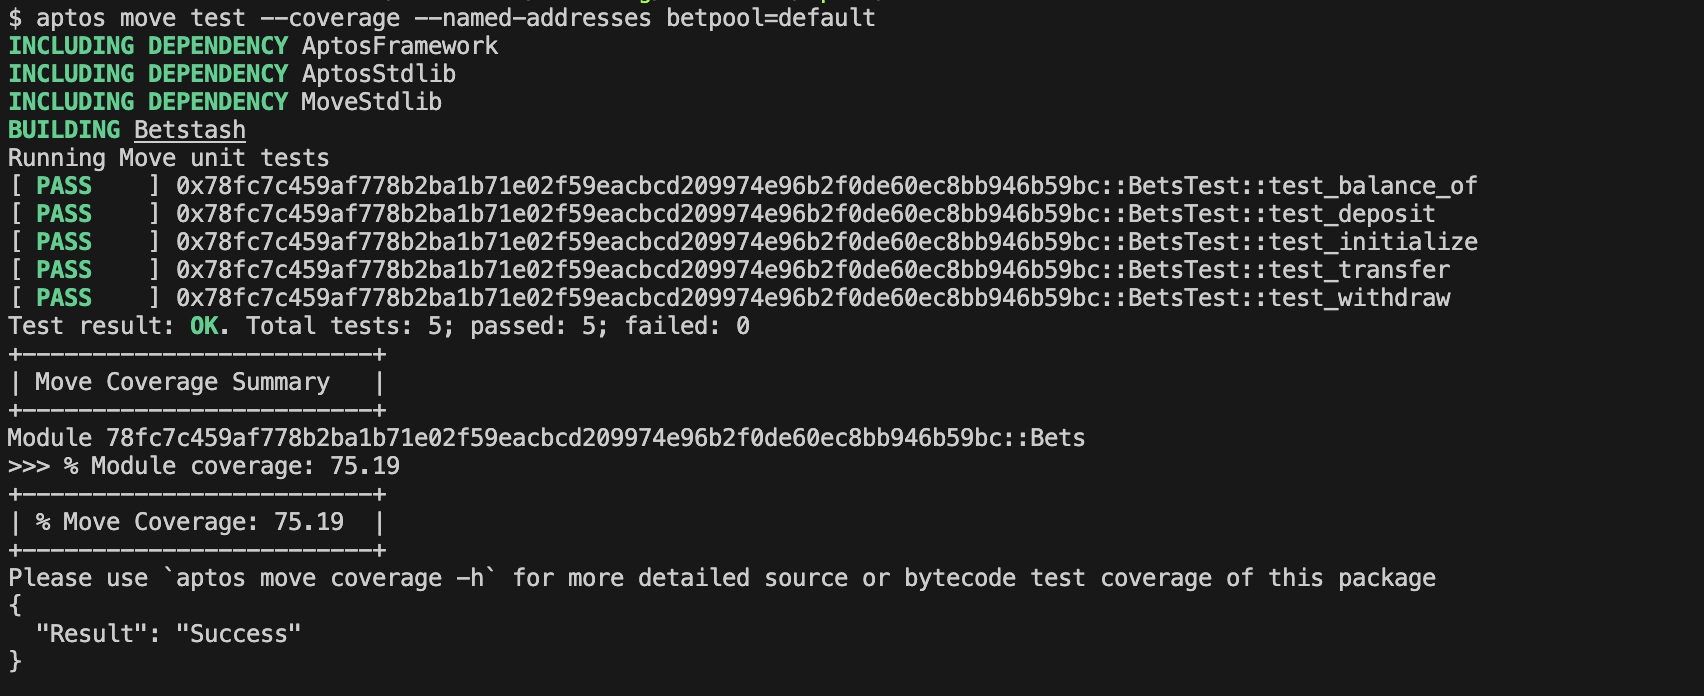 $ aptos move test --coverage --named-addresses betpool=default
INCLUDING DEPENDENCY AptosFramework
INCLUDING DEPENDENCY AptosStdlib
INCLUDING DEPENDENCY MoveStdlib
BUILDING Betstash
Running Move unit tests
[ PASS    ] 0x78fc7c459af778b2ba1b71e02f59eacbcd209974e96b2f0de60ec8bb946b59bc::BetsTest::test_balance_of
[ PASS    ] 0x78fc7c459af778b2ba1b71e02f59eacbcd209974e96b2f0de60ec8bb946b59bc::BetsTest::test_deposit
[ PASS    ] 0x78fc7c459af778b2ba1b71e02f59eacbcd209974e96b2f0de60ec8bb946b59bc::BetsTest::test_initialize
[ PASS    ] 0x78fc7c459af778b2ba1b71e02f59eacbcd209974e96b2f0de60ec8bb946b59bc::BetsTest::test_transfer
[ PASS    ] 0x78fc7c459af778b2ba1b71e02f59eacbcd209974e96b2f0de60ec8bb946b59bc::BetsTest::test_withdraw
Test result: OK. Total tests: 5; passed: 5; failed: 0
+-------------------------+
| Move Coverage Summary   |
+-------------------------+
Module 78fc7c459af778b2ba1b71e02f59eacbcd209974e96b2f0de60ec8bb946b59bc::Bets
>>> % Module coverage: 75.19
+-------------------------+
| % Move Coverage: 75.19  |
+-------------------------+
Please use `aptos move coverage -h` for more detailed source or bytecode test coverage of this package
{
  "Result": "Success"
}